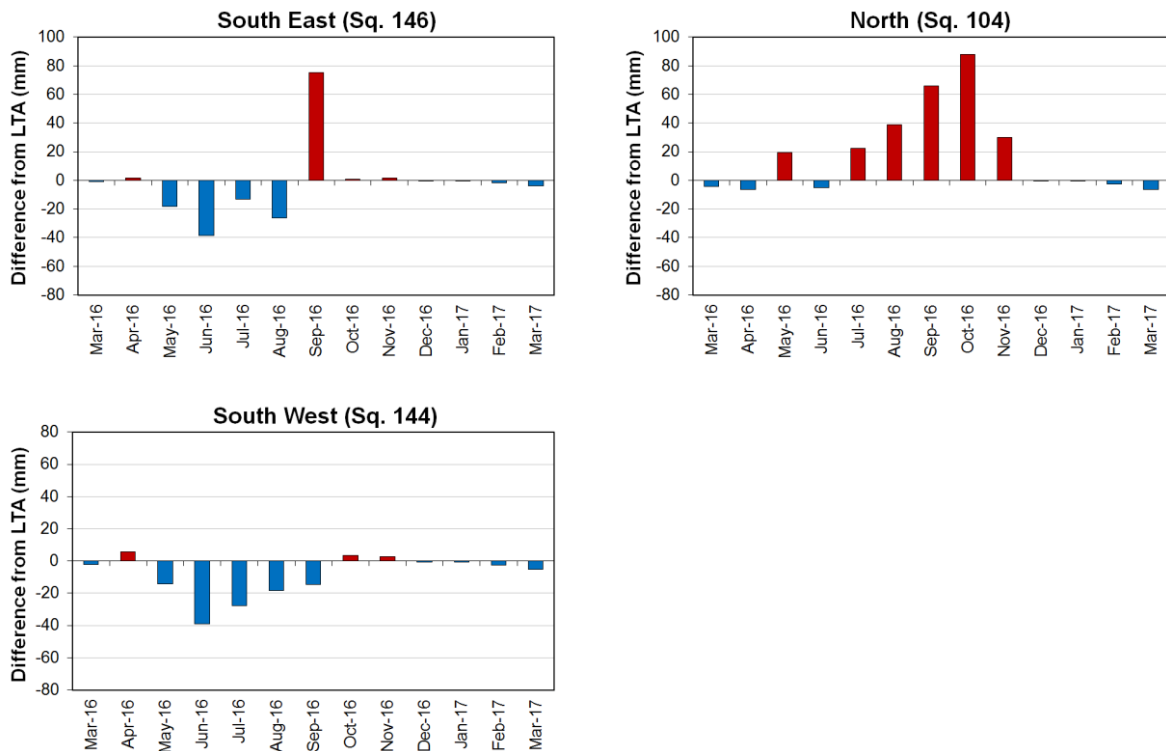 South East (Sq. 146)
Difference from LTA (mm)
100
80
60
40
20
0
-20
-40
-60
-80
Mar-16
Apr-16
May-16
Jun-16
Jul-16
Aug-16
Sep-16
Oct-16
Nov-16
Dec-16
Jan-17
Feb-17
Mar-17
North (Sq. 104)
Difference from LTA (mm)
100
80
60
40
20
0
-20
-40
-60
-80
Mar-16
Apr-16
May-16
Jun-16
Jul-16
Aug-16
Sep-16
Oct-16
Nov-16
Dec-16
Jan-17
Feb-17
Mar-17
South West (Sq. 144)
Difference from LTA (mm)
80
60
40
20
0
-20
-40
-60
-80
Mar-16
Apr-16
May-16
Jun-16
Jul-16
Aug-16
Sep-16
Oct-16
Nov-16
Dec-16
Jan-17
Feb-17
Mar-17